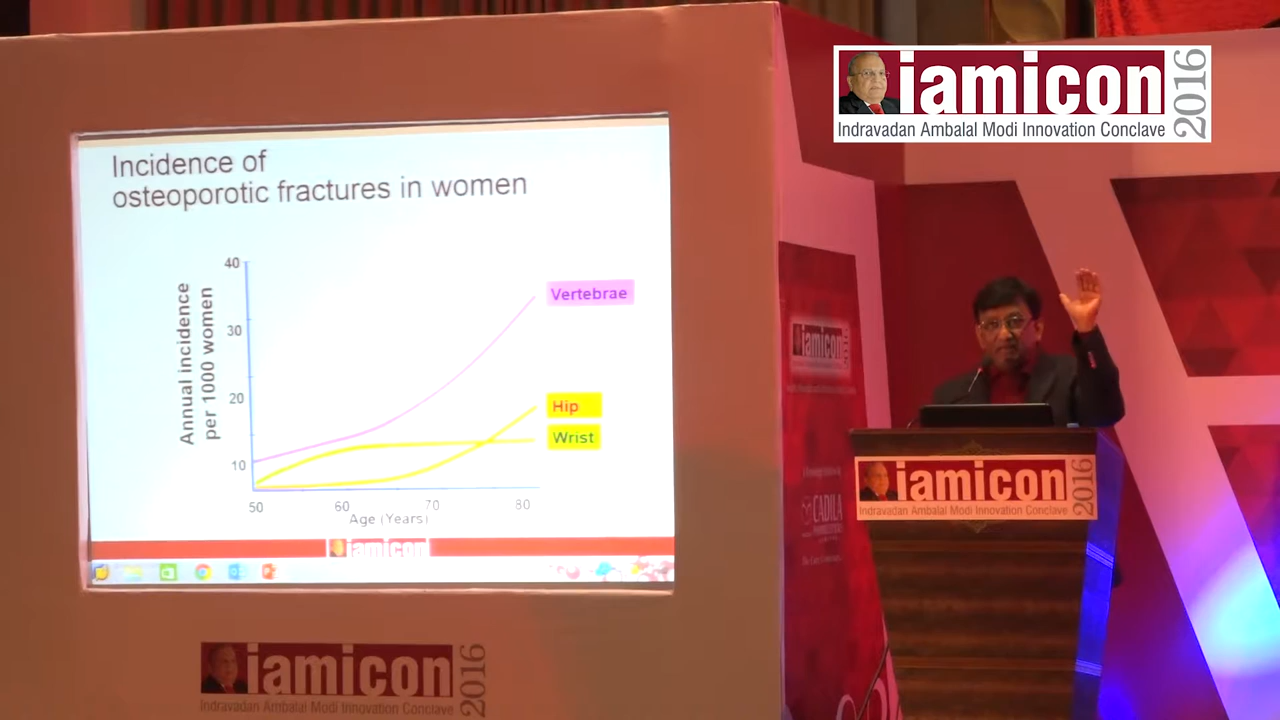 iamicon 2016
Indravadan Ambalal Modi Innovation Conclave
Incidence of
osteoporotic fractures in women
Annual incidence
per 1000 women
40
30
20
10
Vertebrae
Hip
Wrist
50 60 70 80
Age (Years)
iamicon
iamicon 2016
Indravadan Ambalal Modi Innovation Conclave
iamicon
CADILA
iamicon 2016
Indravadan Ambalal Modi Innovation Conclave